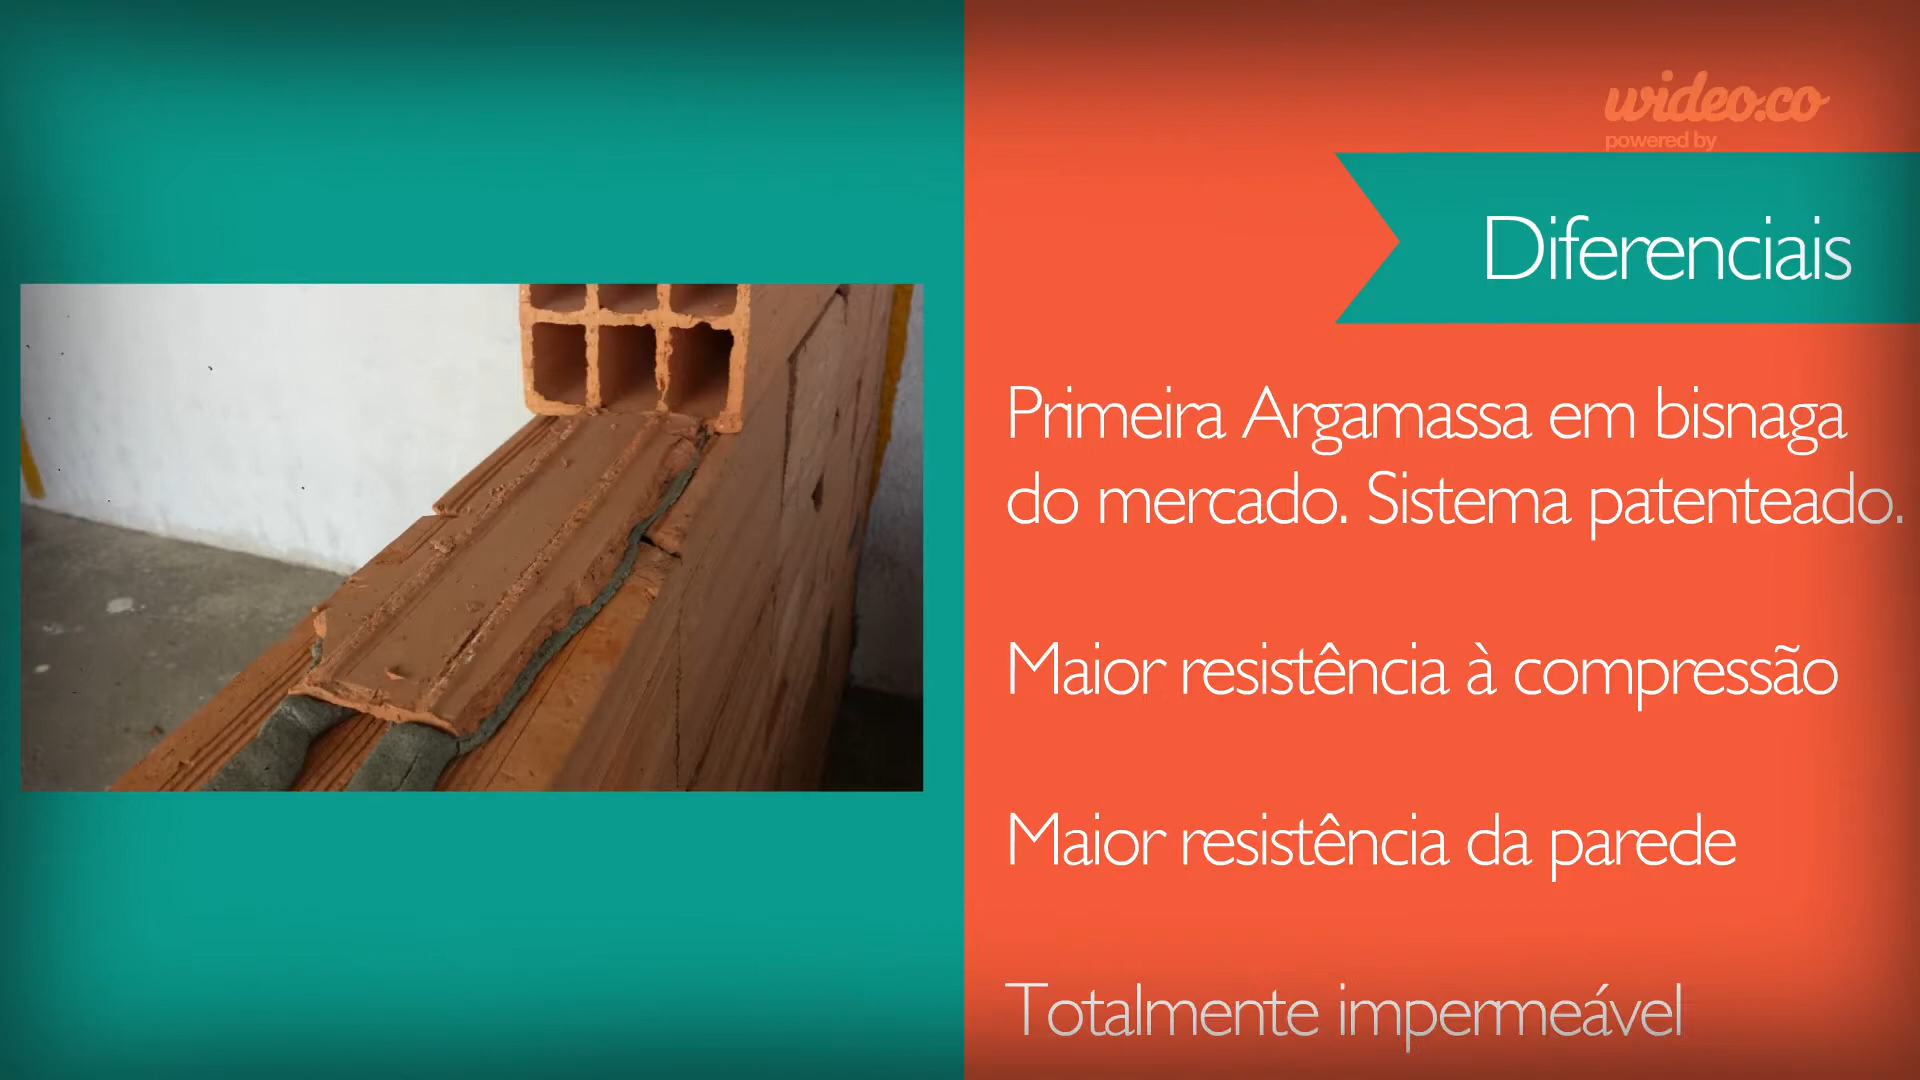 wideo.co
powered by
Diferenciais
Primeira Argamassa em bisnaga
do mercado. Sistema patenteado.
Maior resistência à compressão
Maior resistência da parede
Totalmente impermeável